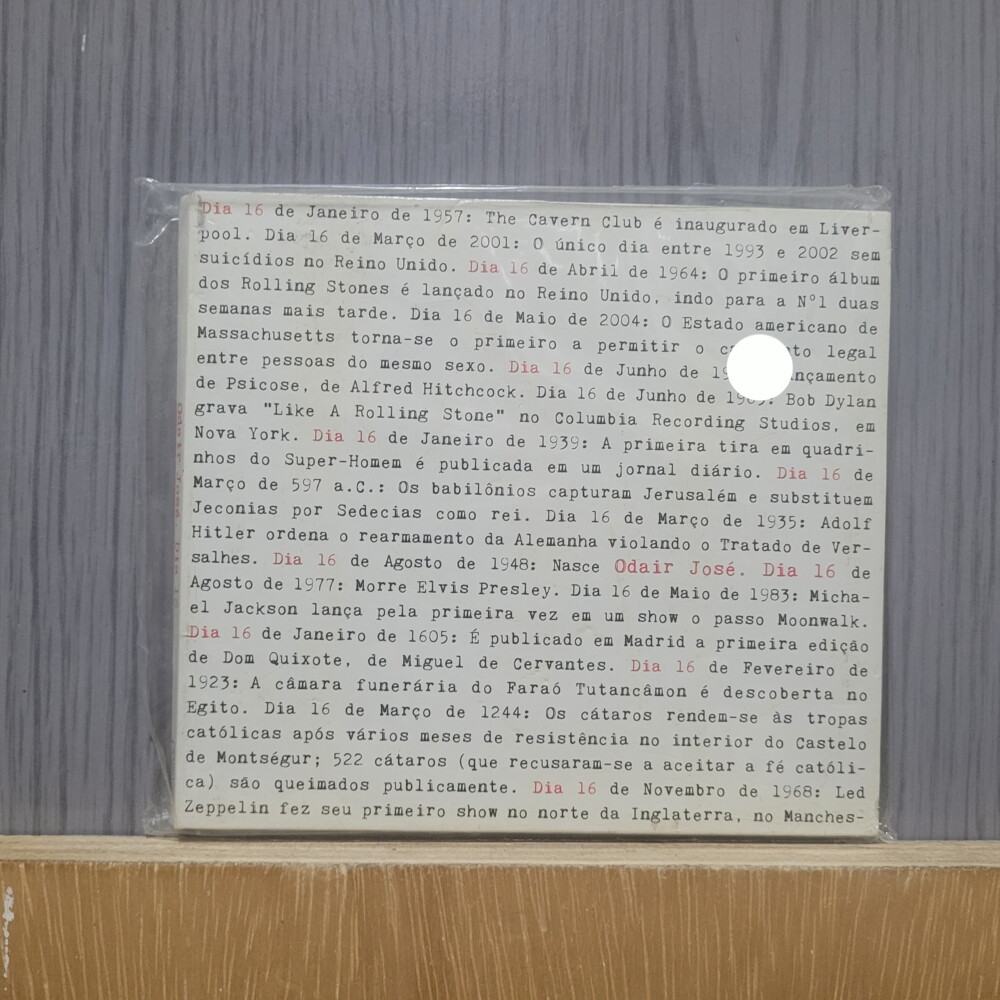 Dia 16 de Janeiro de 1957: The Cavern Club é inaugurado em Liver-
pool. Dia 16 de Março de 2001: O único dia entre 1993 e 2002 sem
suicídios no Reino Unido. Dia 16 de Abril de 1964: O primeiro álbum
dos Rolling Stones é lançado no Reino Unido, indo para a Nº1 duas
semanas mais tarde. Dia 16 de Maio de 2004: O Estado americano de
Massachusetts torna-se o primeiro a permitir o legal
entre pessoas do mesmo sexo. Dia 16 de Junho de
de Psicose, de Alfred Hitchcock. Dia 16 de Junho de Bob Dylan
grava "Like A Rolling Stone" no Columbia Recording Studios, em
Nova York. Dia 16 de Janeiro de 1939: A primeira tira em quadri-
nhos do Super-Homem é publicada em um jornal diário. Dia 16 de
Março de 597 a.C.: Os babilônios capturam Jerusalém e substituem
Jeconias por Sedecias como rei. Dia 16 de Março de 1935: Adolf
Hitler ordena o rearmamento da Alemanha violando o Tratado de Ver-
salhes. Dia 16 de Agosto de 1948: Nasce Odair José. Dia 16 de
Agosto de 1977: Morre Elvis Presley. Dia 16 de Maio de 1983: Micha-
el Jackson lança pela primeira vez em um show o passo Moonwalk.
Dia 16 de Janeiro de 1605: É publicado em Madrid a primeira edição
de Dom Quixote, de Miguel de Cervantes. Dia 16 de Fevereiro de
1923: A câmara funerária do Faraó Tutancâmon é descoberta no
Egito. Dia 16 de Março de 1244: Os cátaros rendem-se às tropas
católicas após vários meses de resistência no interior do Castelo
de Montségur; 522 cátaros (que recusaram-se a aceitar a fé católi-
ca) são queimados publicamente. Dia 16 de Novembro de 1968: Led
Zeppelin fez seu primeiro show no norte da Inglaterra, no Manches-
Odair José